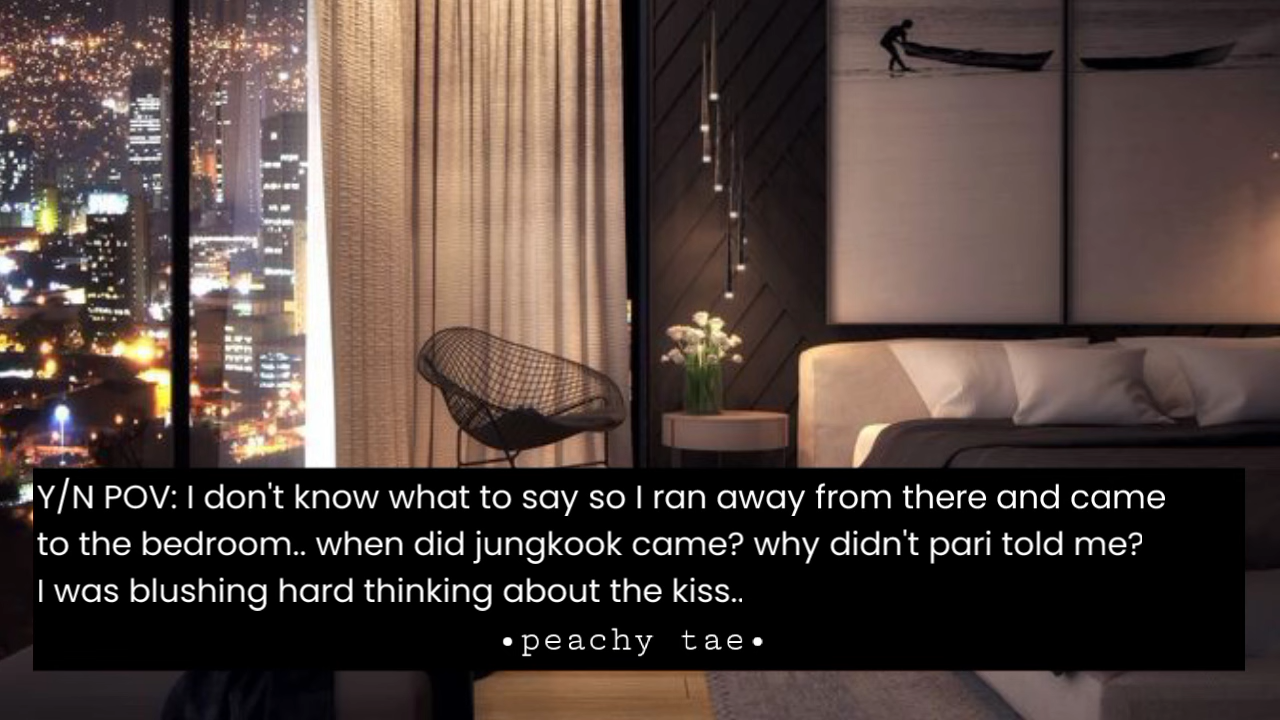 Y/N POV: I don't know what to say so I ran away from there and came
to the bedroom.. when did jungkook came? why didn't pari told me?
I was blushing hard thinking about the kiss..
•peachy tae•